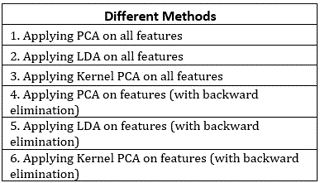 Different Methods
1. Applying PCA on all features
2. Applying LDA on all features
3. Applying Kernel PCA on all features
4. Applying PCA on features (with backward
elimination)
5. Applying LDA on features (with backward
elimination)
6. Applying Kernel PCA on features (with backward
elimination)